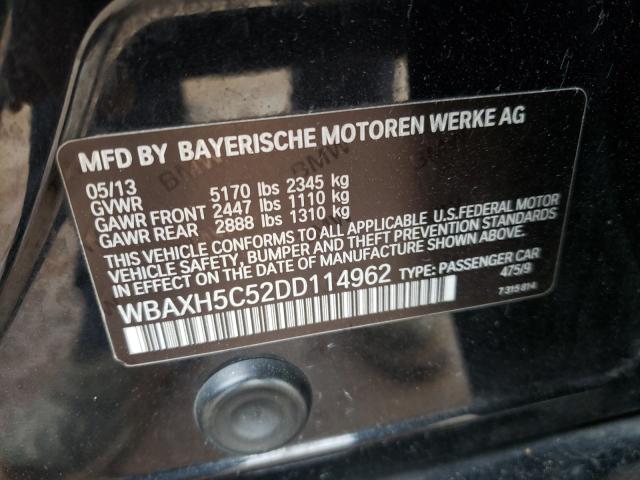 MFD BY BAYERISCHE MOTOREN WERKE AG
05/13
GVWR 5170 lbs 2345 kg
GAWR FRONT 2447 lbs 1110 kg
GAWR REAR 2888 lbs 1310 kg
THIS VEHICLE CONFORMS TO ALL APPLICABLE U.S.FEDERAL MOTOR
VEHICLE SAFETY, BUMPER AND THEFT PREVENTION STANDARDS
IN EFFECT ON THE DATE OF MANUFACTURE SHOWN ABOVE.
WBAXH5C52DD114962 TYPE: PASSENGER CAR
475/9
7 315 814